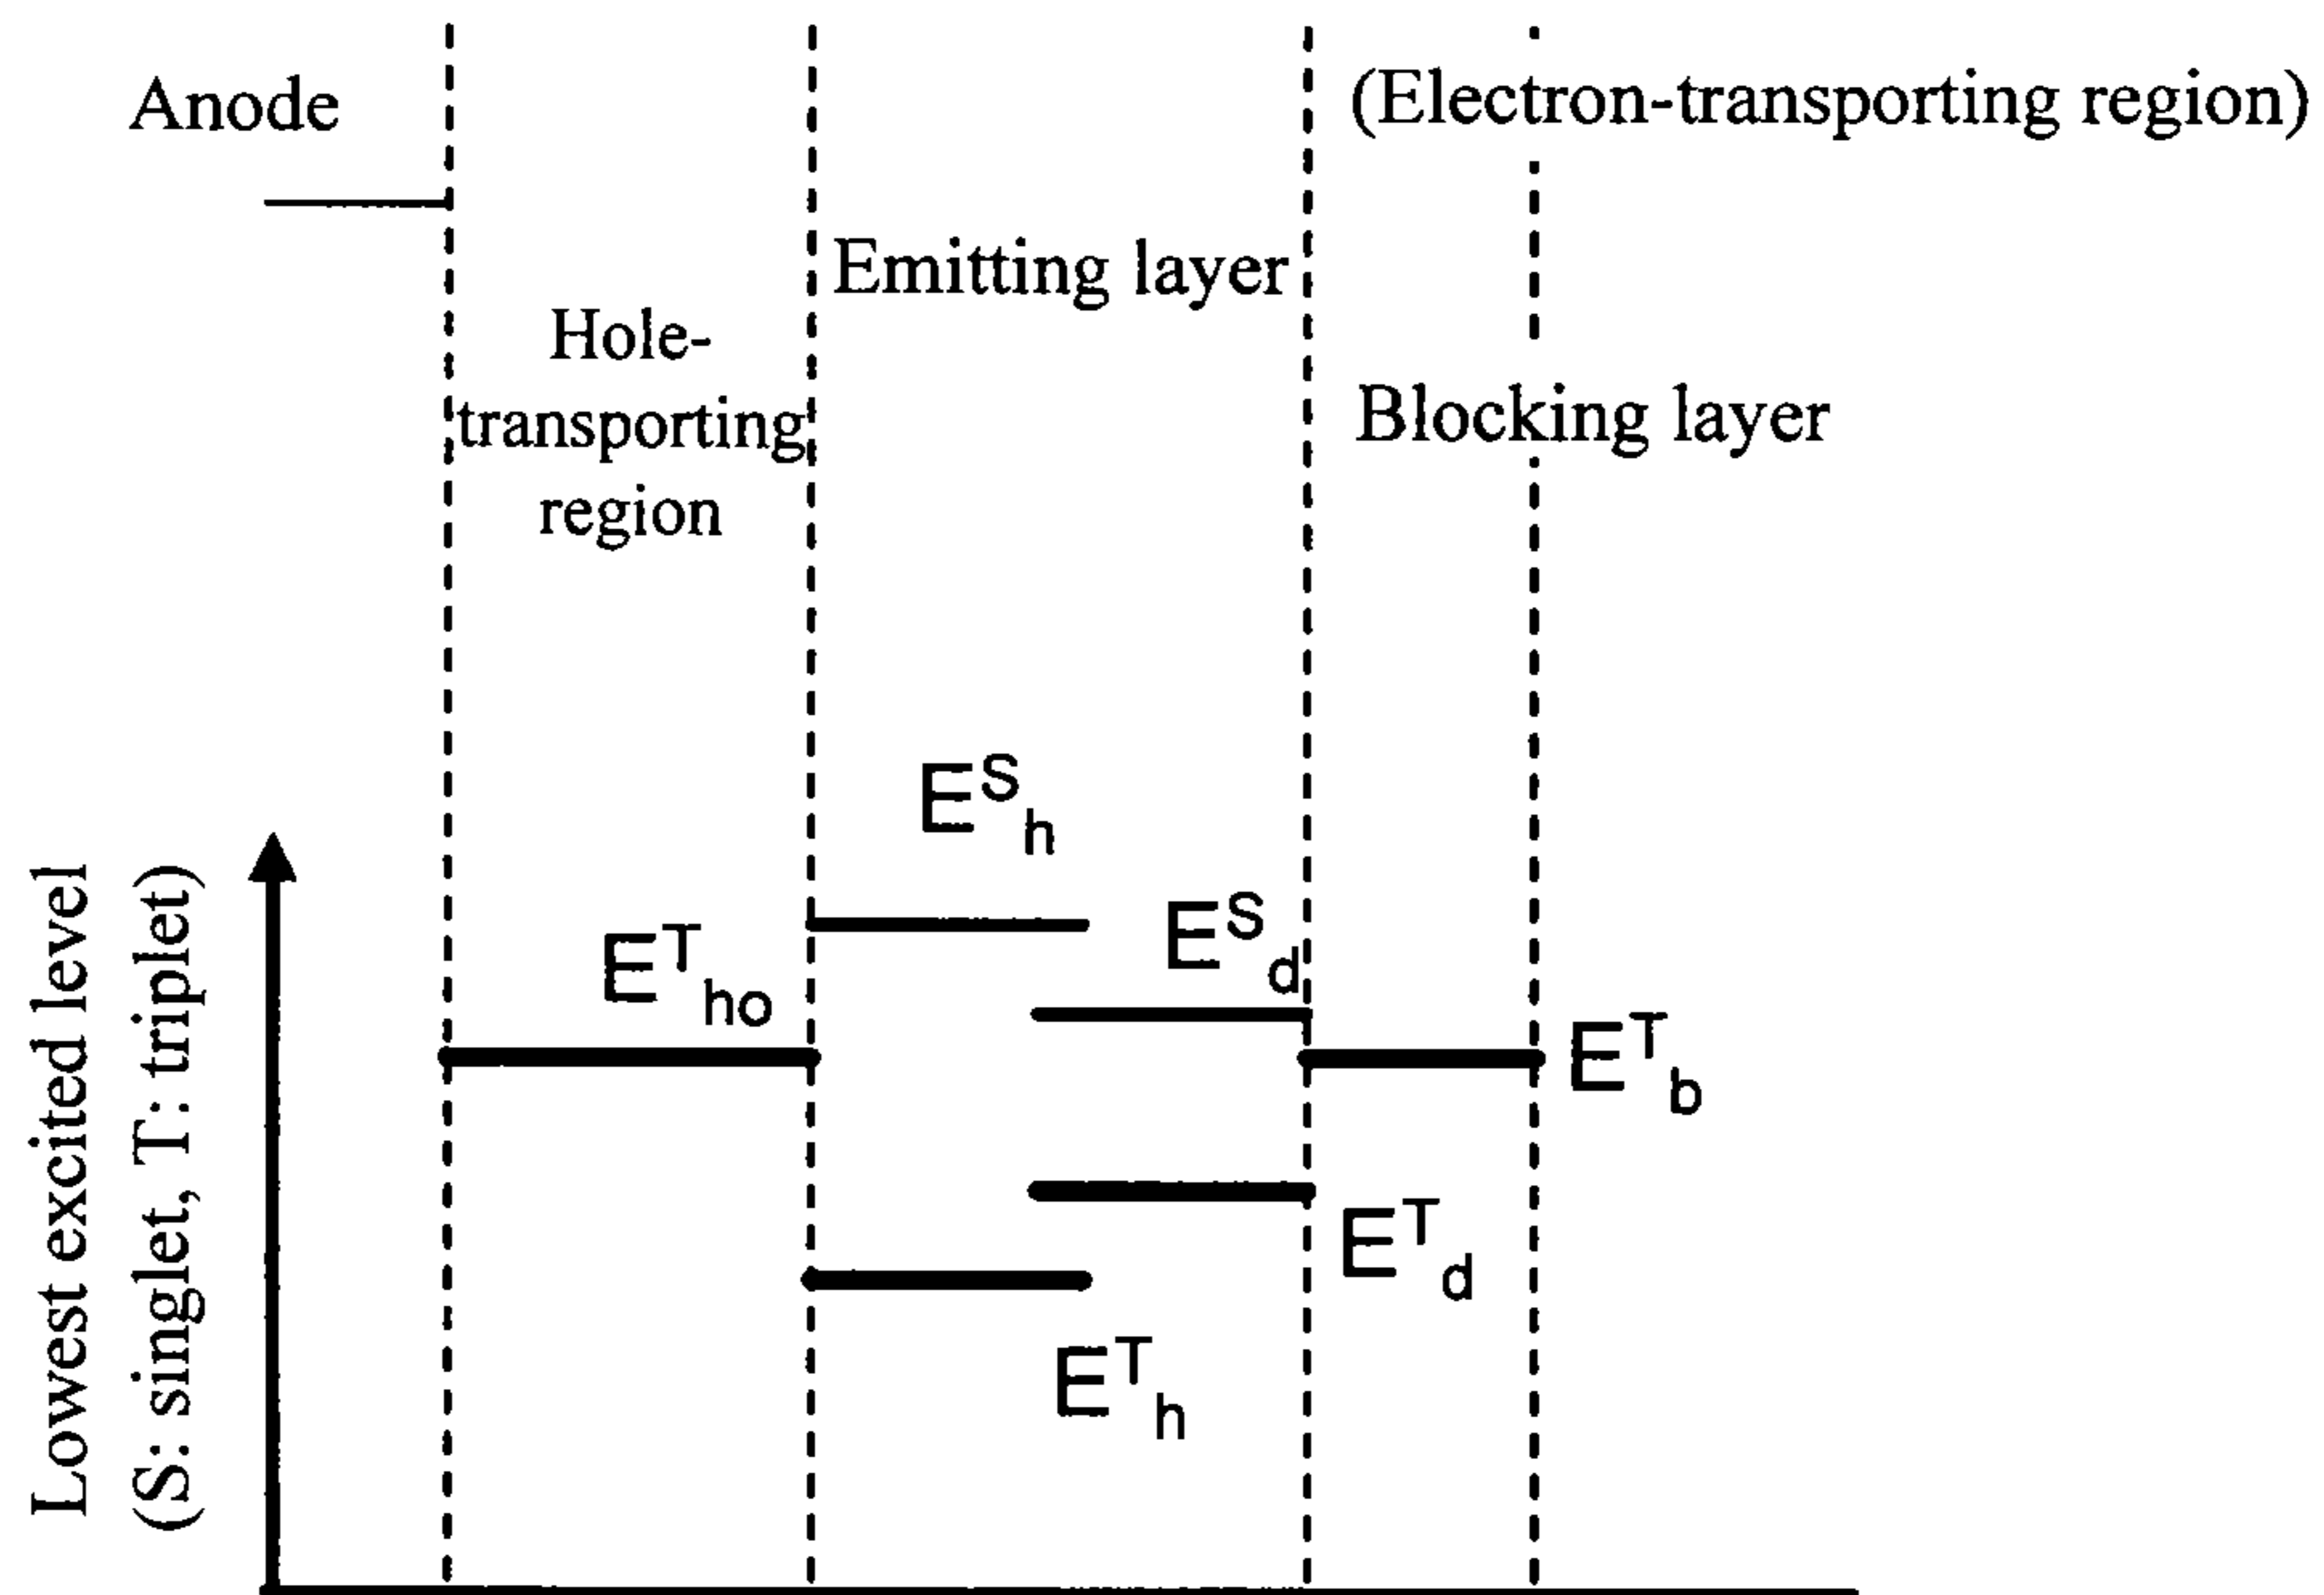 Anode
(Electron-transporting region)
Emitting layer
Hole-
transporting
region
Blocking layer
E^S_h
E^S_d
E^T_ho
E^T_b
E^T_d
E^T_h
Lowest excited level
(S: singlet, T: triplet)